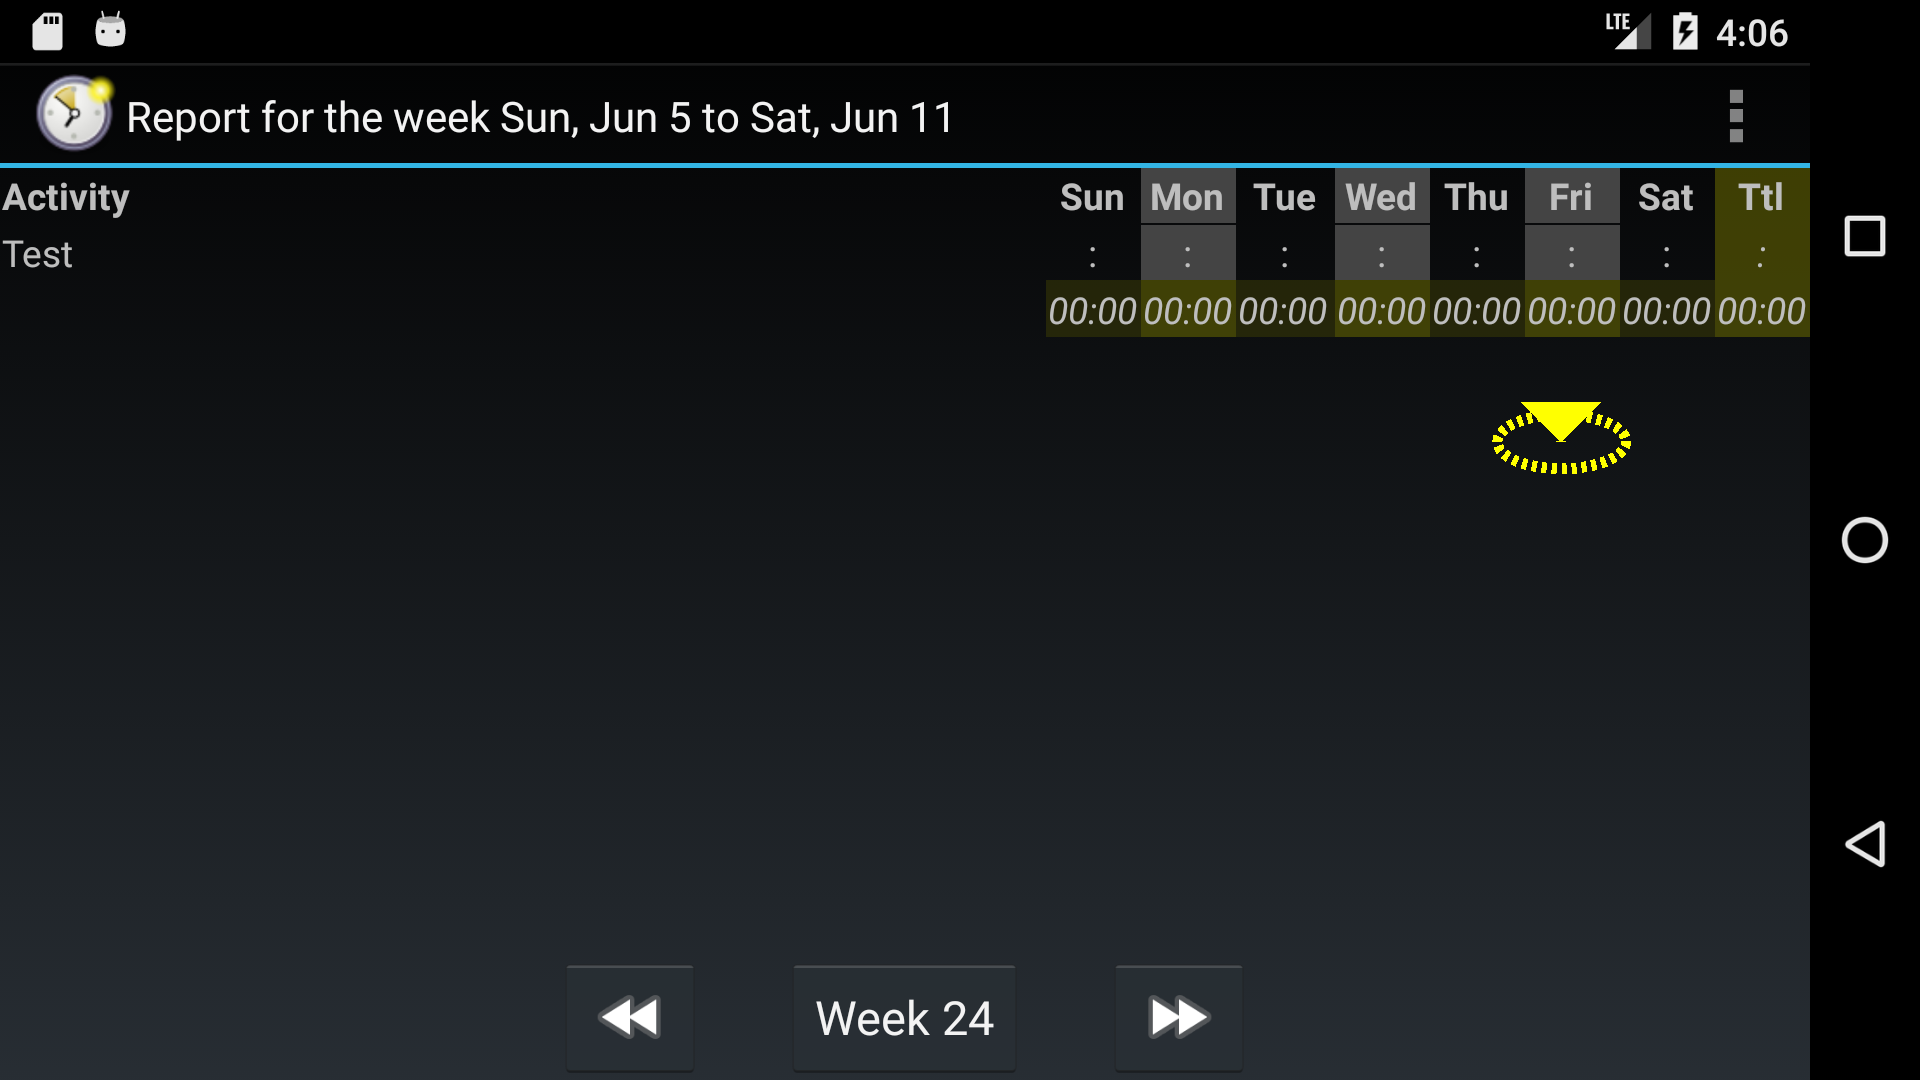 LTE 4:06
Report for the week Sun, Jun 5 to Sat, Jun 11
Activity Sun Mon Tue Wed Thu Fri Sat Ttl
Test : : : : : : : :
00:00 00:00 00:00 00:00 00:00 00:00 00:00 00:00
Week 24